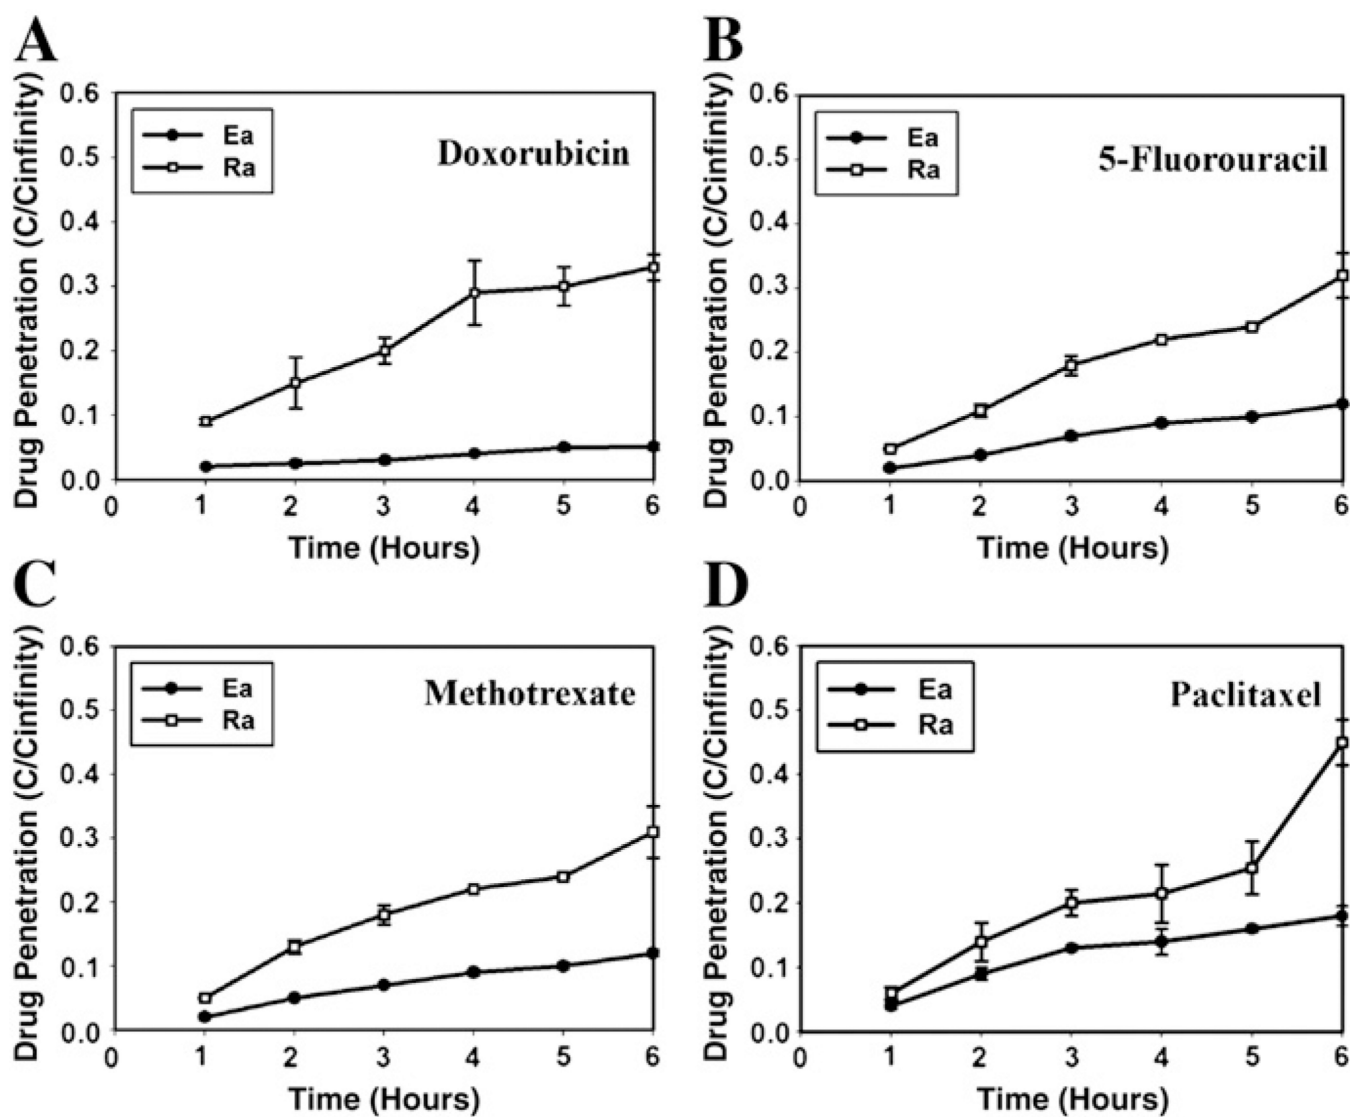 A
Drug Penetration (C/Cinfinity)
0.6
0.5
0.4
0.3
0.2
0.1
0.0
Ea
Ra
Doxorubicin
0 1 2 3 4 5 6
Time (Hours)
B
Drug Penetration (C/Cinfinity)
0.6
0.5
0.4
0.3
0.2
0.1
0.0
Ea
Ra
5-Fluorouracil
0 1 2 3 4 5 6
Time (Hours)
C
Drug Penetration (C/Cinfinity)
0.6
0.5
0.4
0.3
0.2
0.1
0.0
Ea
Ra
Methotrexate
0 1 2 3 4 5 6
Time (Hours)
D
Drug Penetration (C/Cinfinity)
0.6
0.5
0.4
0.3
0.2
0.1
0.0
Ea
Ra
Paclitaxel
0 1 2 3 4 5 6
Time (Hours)